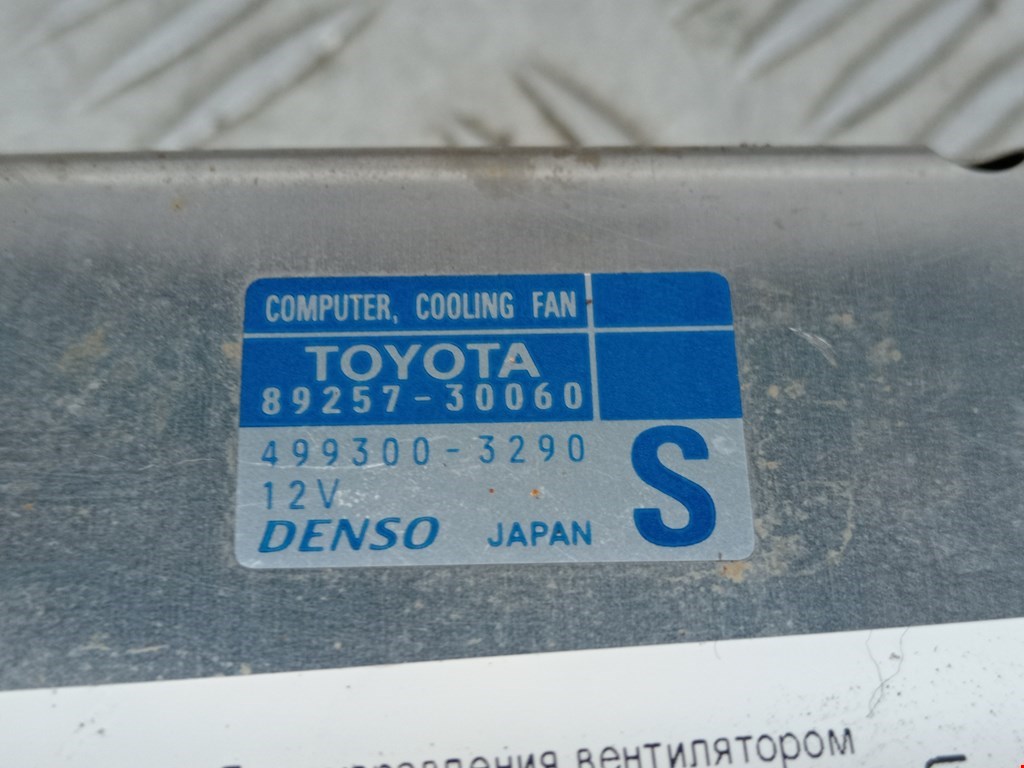 COMPUTER, COOLING FAN
TOYOTA
89257-30060
499300-3290
12V
S
DENSO JAPAN
вентилятором